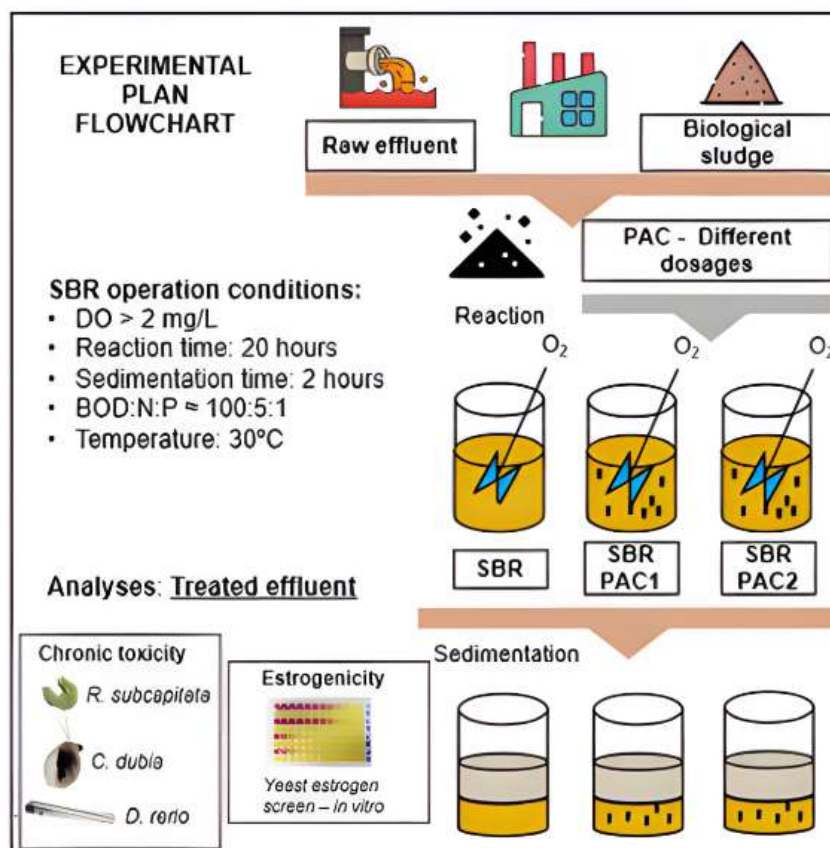 EXPERIMENTAL
PLAN
FLOWCHART
Raw effluent
Biological
sludge
PAC - Different
dosages
SBR operation conditions:
• DO > 2 mg/L
• Reaction time: 20 hours
• Sedimentation time: 2 hours
• BOD:N:P ≈ 100:5:1
• Temperature: 30ºC
Reaction
O₂
O₂
O₂
SBR
SBR
PAC1
SBR
PAC2
Analyses: Treated effluent
Chronic toxicity
R. subcapitata
C. dubia
D. rerio
Estrogenicity
Yeest estrogen
screen – in vitro
Sedimentation